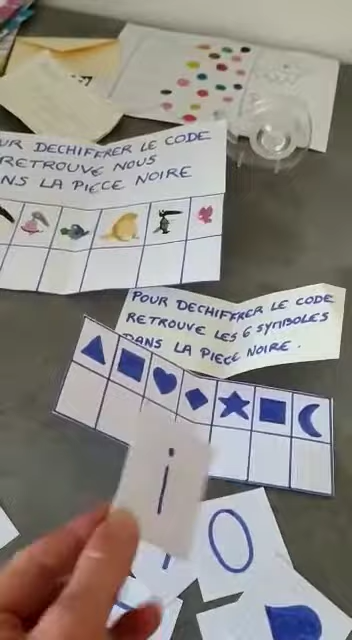 UR DECHIFFRER LE CODE
RETROUVE NOUS
NS LA PIECE NOIRE
POUR DECHIFFRER LE CODE
RETROUVE LES 6 SYMBOLES
DANS LA PIECE NOIRE.
i
O